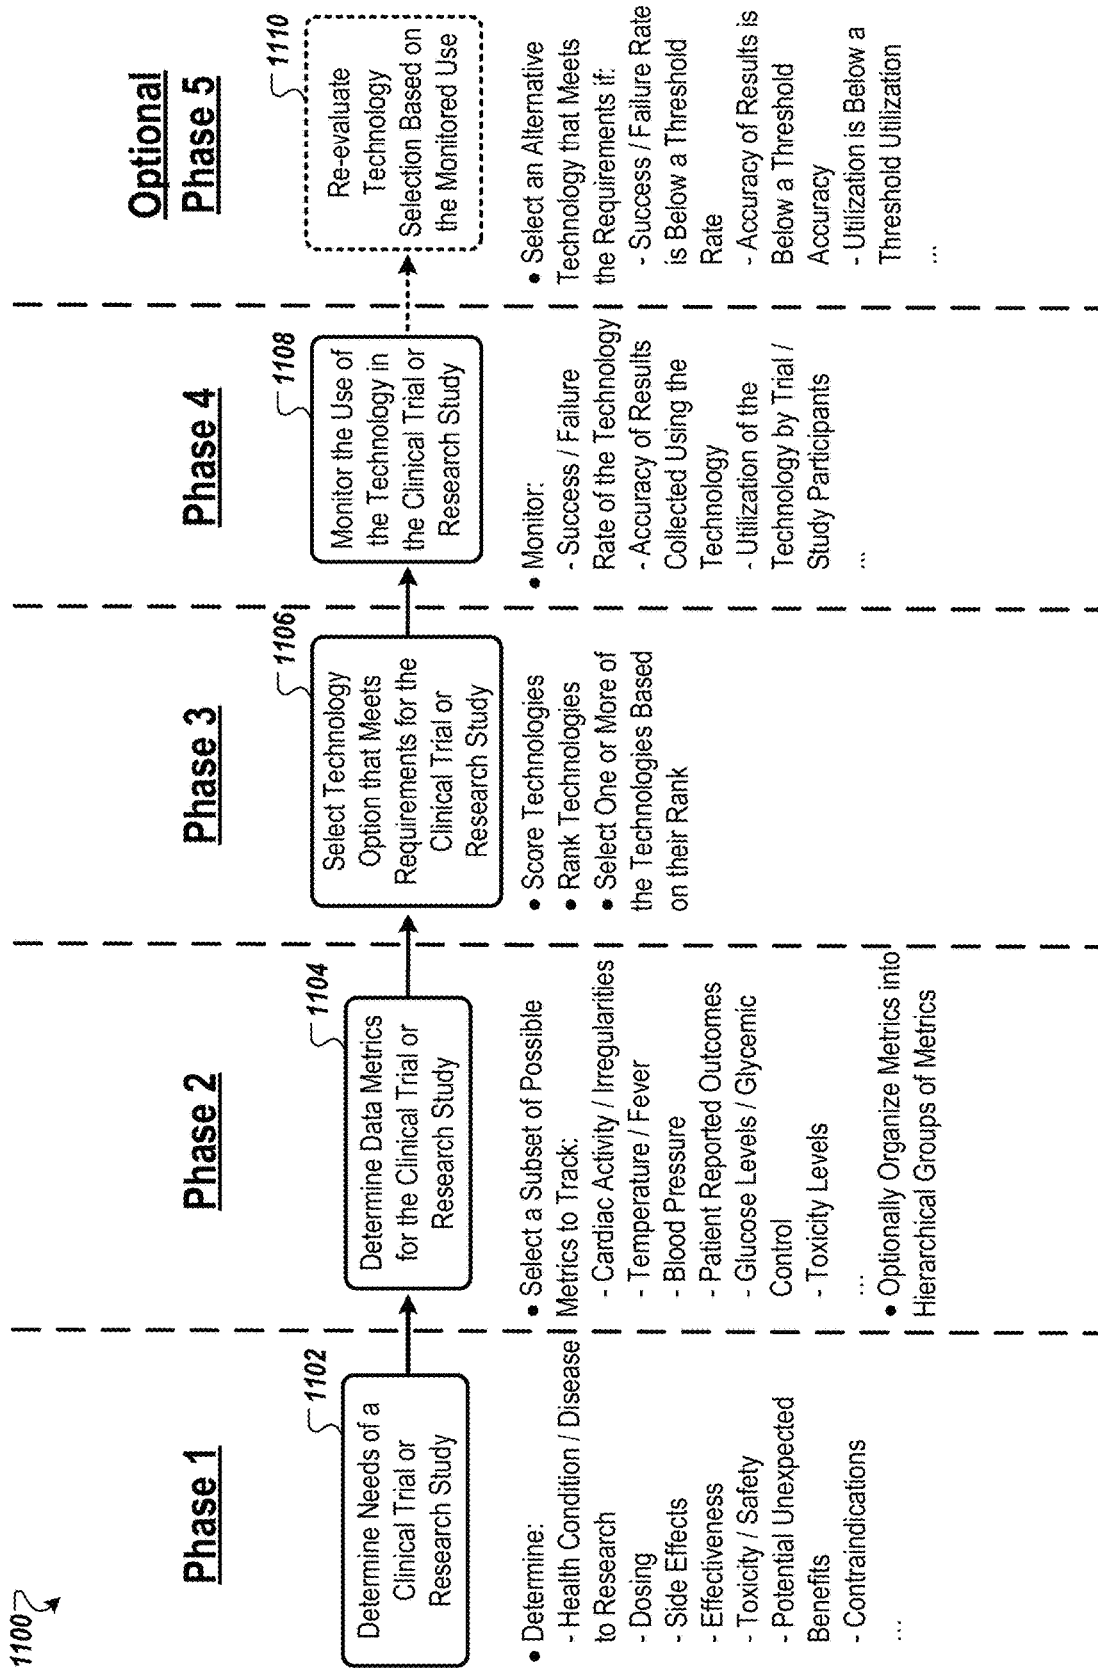 1100
Phase 1
1102
Determine Needs of a
Clinical Trial or
Research Study
● Determine:
- Health Condition / Disease
to Research
- Dosing
- Side Effects
- Effectiveness
- Toxicity / Safety
- Potential Unexpected
Benefits
- Contraindications
...
Phase 2
1104
Determine Data Metrics
for the Clinical Trial or
Research Study
● Select a Subset of Possible
Metrics to Track:
- Cardiac Activity / Irregularities
- Temperature / Fever
- Blood Pressure
- Patient Reported Outcomes
- Glucose Levels / Glycemic
Control
- Toxicity Levels
...
● Optionally Organize Metrics into
Hierarchical Groups of Metrics
Phase 3
1106
Select Technology
Option that Meets
Requirements for the
Clinical Trial or
Research Study
● Score Technologies
● Rank Technologies
● Select One or More of
the Technologies Based
on their Rank
Phase 4
1108
Monitor the Use of
the Technology in
the Clinical Trial or
Research Study
● Monitor:
- Success / Failure
Rate of the Technology
- Accuracy of Results
Collected Using the
Technology
- Utilization of the
Technology by Trial /
Study Participants
...
Optional
Phase 5
1110
Re-evaluate
Technology
Selection Based on
the Monitored Use
● Select an Alternative
Technology that Meets
the Requirements if:
- Success / Failure Rate
is Below a Threshold
Rate
- Accuracy of Results is
Below a Threshold
Accuracy
- Utilization is Below a
Threshold Utilization
...